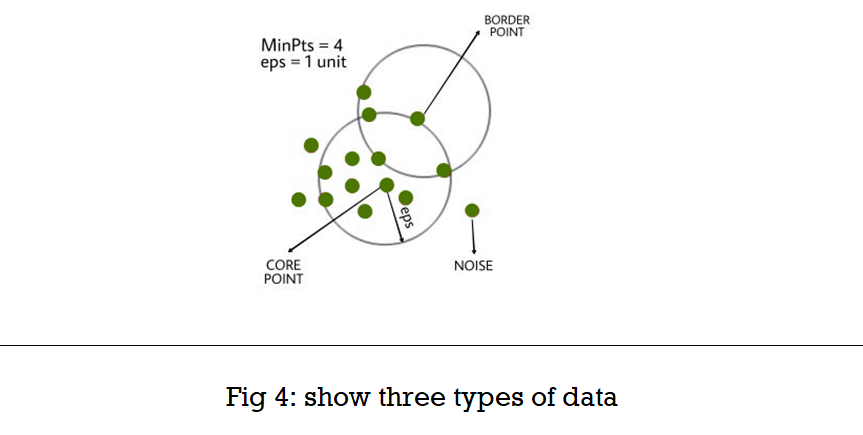 BORDER
POINT
MinPts = 4
eps = 1 unit
eps
CORE
POINT
NOISE
Fig 4: show three types of data